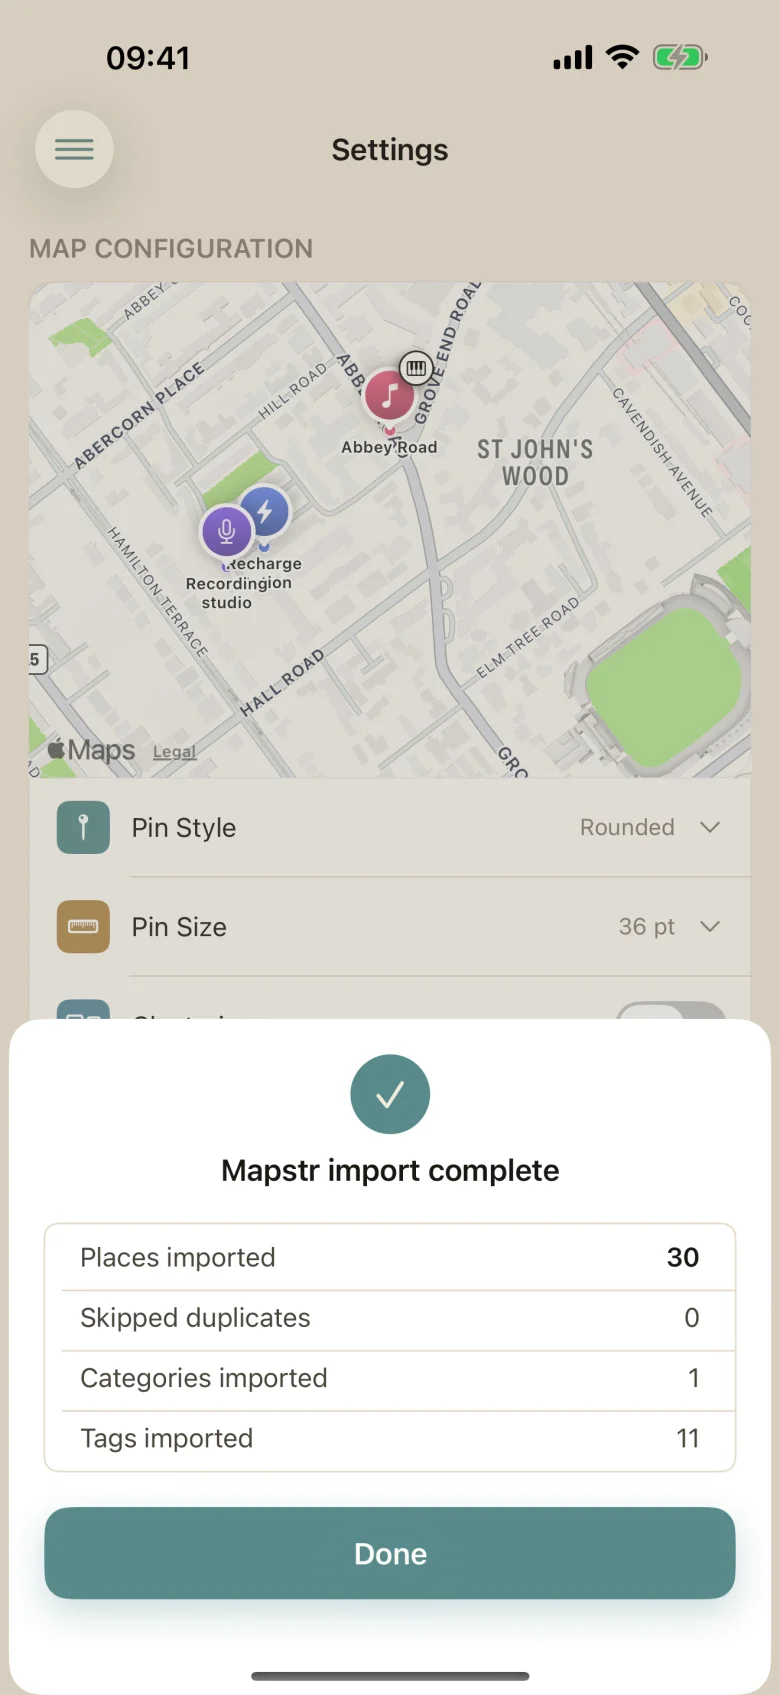 09:41
Settings
MAP CONFIGURATION
ABBEY
ABERCORN PLACE
HILL ROAD
GROVE END ROAD
Abbey Road
ST JOHN'S
WOOD
CAVENDISH AVENUE
HAMILTON TERRACE
Recharge
Recording
studio
HALL ROAD
ELM TREE ROAD
5
Maps
Legal
Pin Style
Rounded
Pin Size
36 pt
Mapstr import complete
Places imported
30
Skipped duplicates
0
Categories imported
1
Tags imported
11
Done